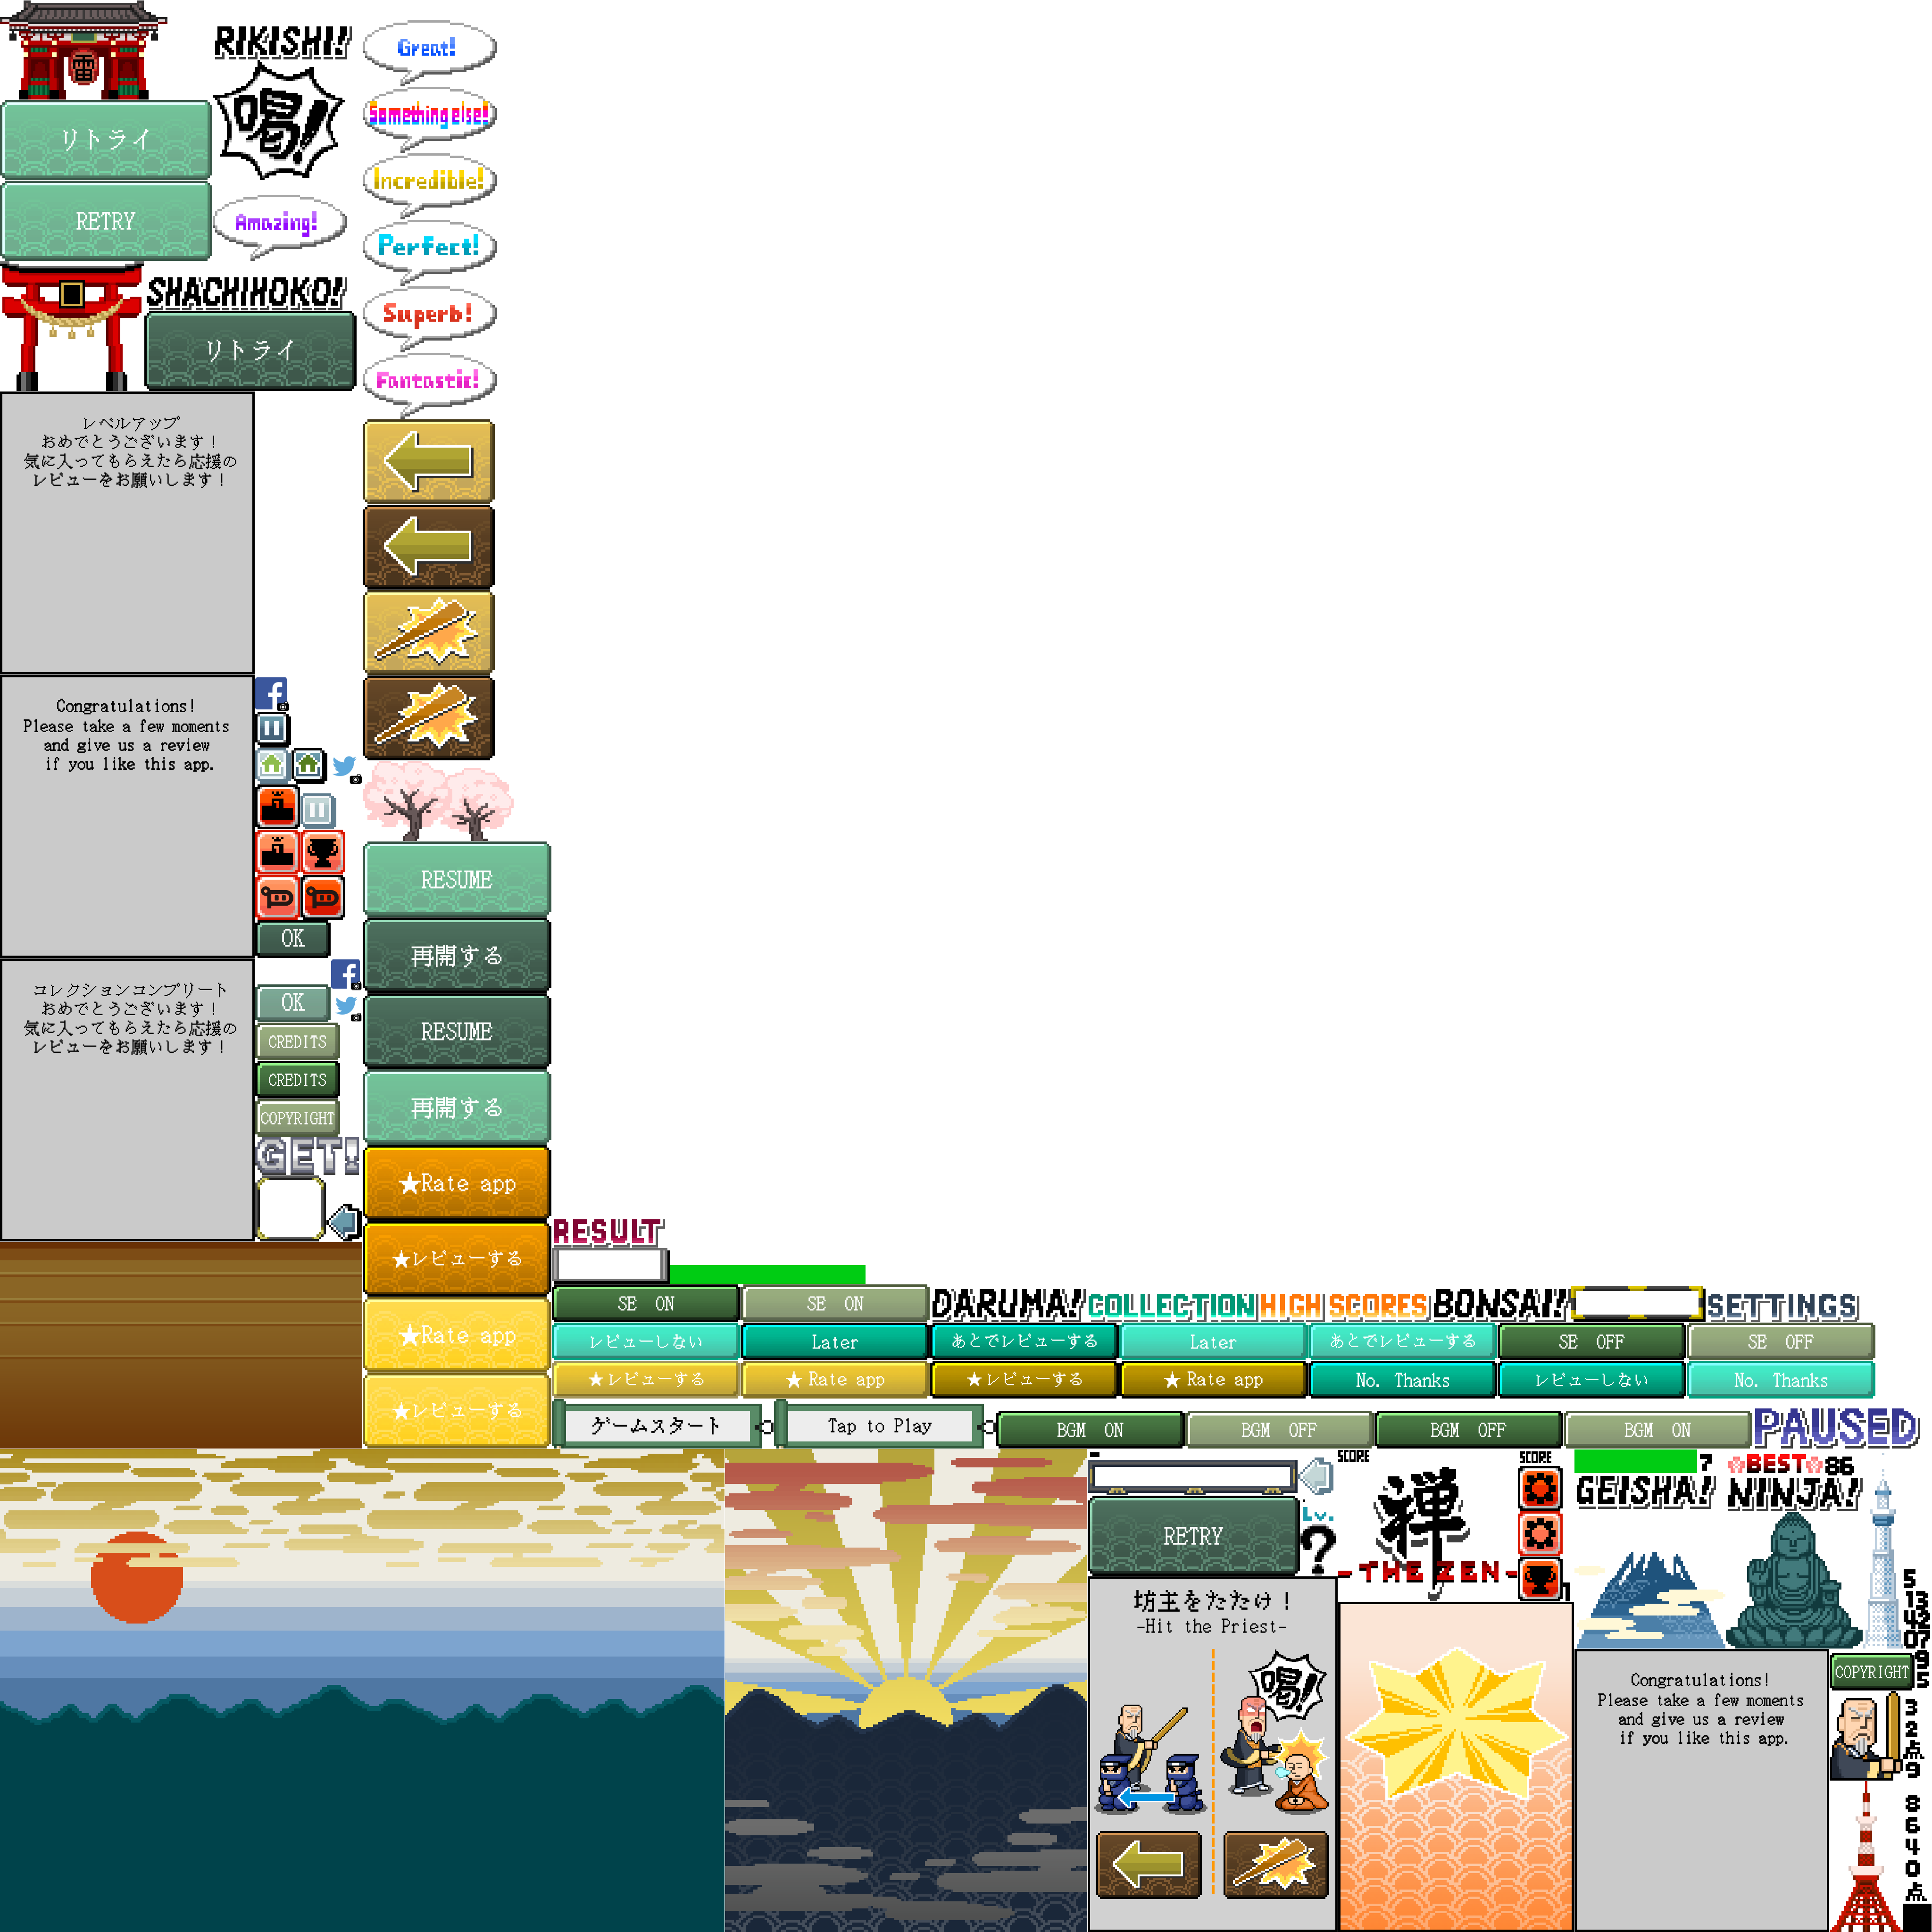 雷
RIKISHI!
喝!
リトライ
RETRY
Amazing!
SHACHIHOKO!
リトライ
Great!
Something else!
Incredible!
Perfect!
Superb!
Fantastic!
レベルアップ
おめでとうございます！
気に入ってもらえたら応援の
レビューをお願いします！
Congratulations!
Please take a few moments
and give us a review
if you like this app.
OK
コレクションコンプリート
おめでとうございます！
気に入ってもらえたら応援の
レビューをお願いします！
OK
CREDITS
CREDITS
COPYRIGHT
GET!
RESUME
再開する
RESUME
再開する
★Rate app
★レビューする
★Rate app
★レビューする
RESULT
SE ON
SE ON
DARUMA!
COLLECTION
HIGH SCORES
BONSAI!
SETTINGS
レビューしない
Later
あとでレビューする
Later
あとでレビューする
SE OFF
SE OFF
★レビューする
★ Rate app
★レビューする
★ Rate app
No. Thanks
レビューしない
No. Thanks
ゲームスタート
Tap to Play
BGM ON
BGM OFF
BGM OFF
BGM ON
PAUSED
SCORE
RETRY
Lv.
?
禅
-THE ZEN-
SCORE
7
GEISHA!
BEST
86
NINJA!
1
坊主をたたけ！
-Hit the Priest-
喝!
Congratulations!
Please take a few moments
and give us a review
if you like this app.
COPYRIGHT
3
2
点
9
8
6
4
0
点